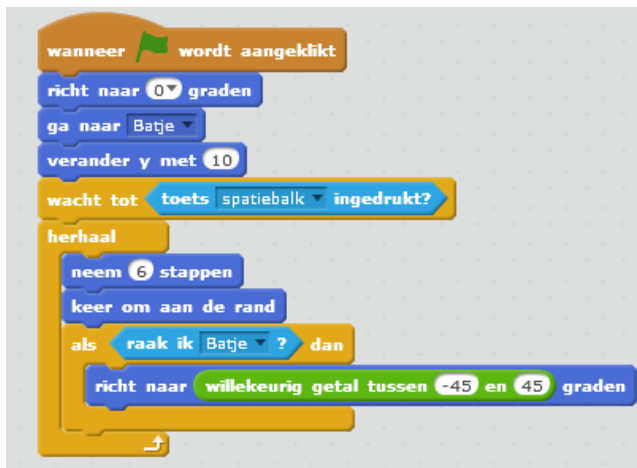 wanneer wordt aangeklikt
richt naar 0 graden
ga naar Batje
verander y met 10
wacht tot toets spatiebalk ingedrukt?
herhaal
neem 6 stappen
keer om aan de rand
als raak ik Batje ? dan
richt naar willekeurig getal tussen -45 en 45 graden